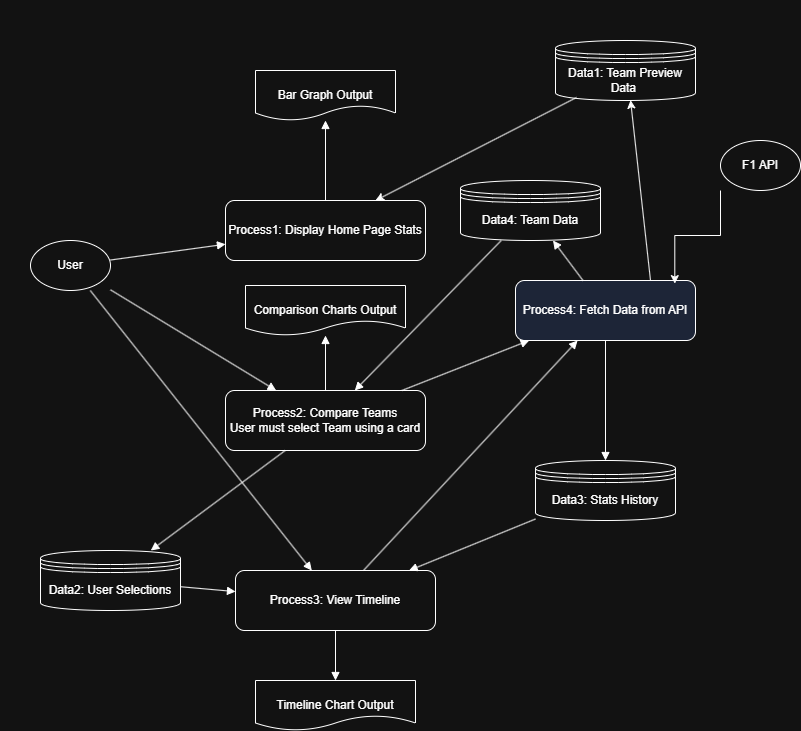 Data1: Team Preview
Data
Bar Graph Output
F1 API
Data4: Team Data
Process1: Display Home Page Stats
User
Comparison Charts Output
Process4: Fetch Data from API
Process2: Compare Teams
User must select Team using a card
Data3: Stats History
Data2: User Selections
Process3: View Timeline
Timeline Chart Output